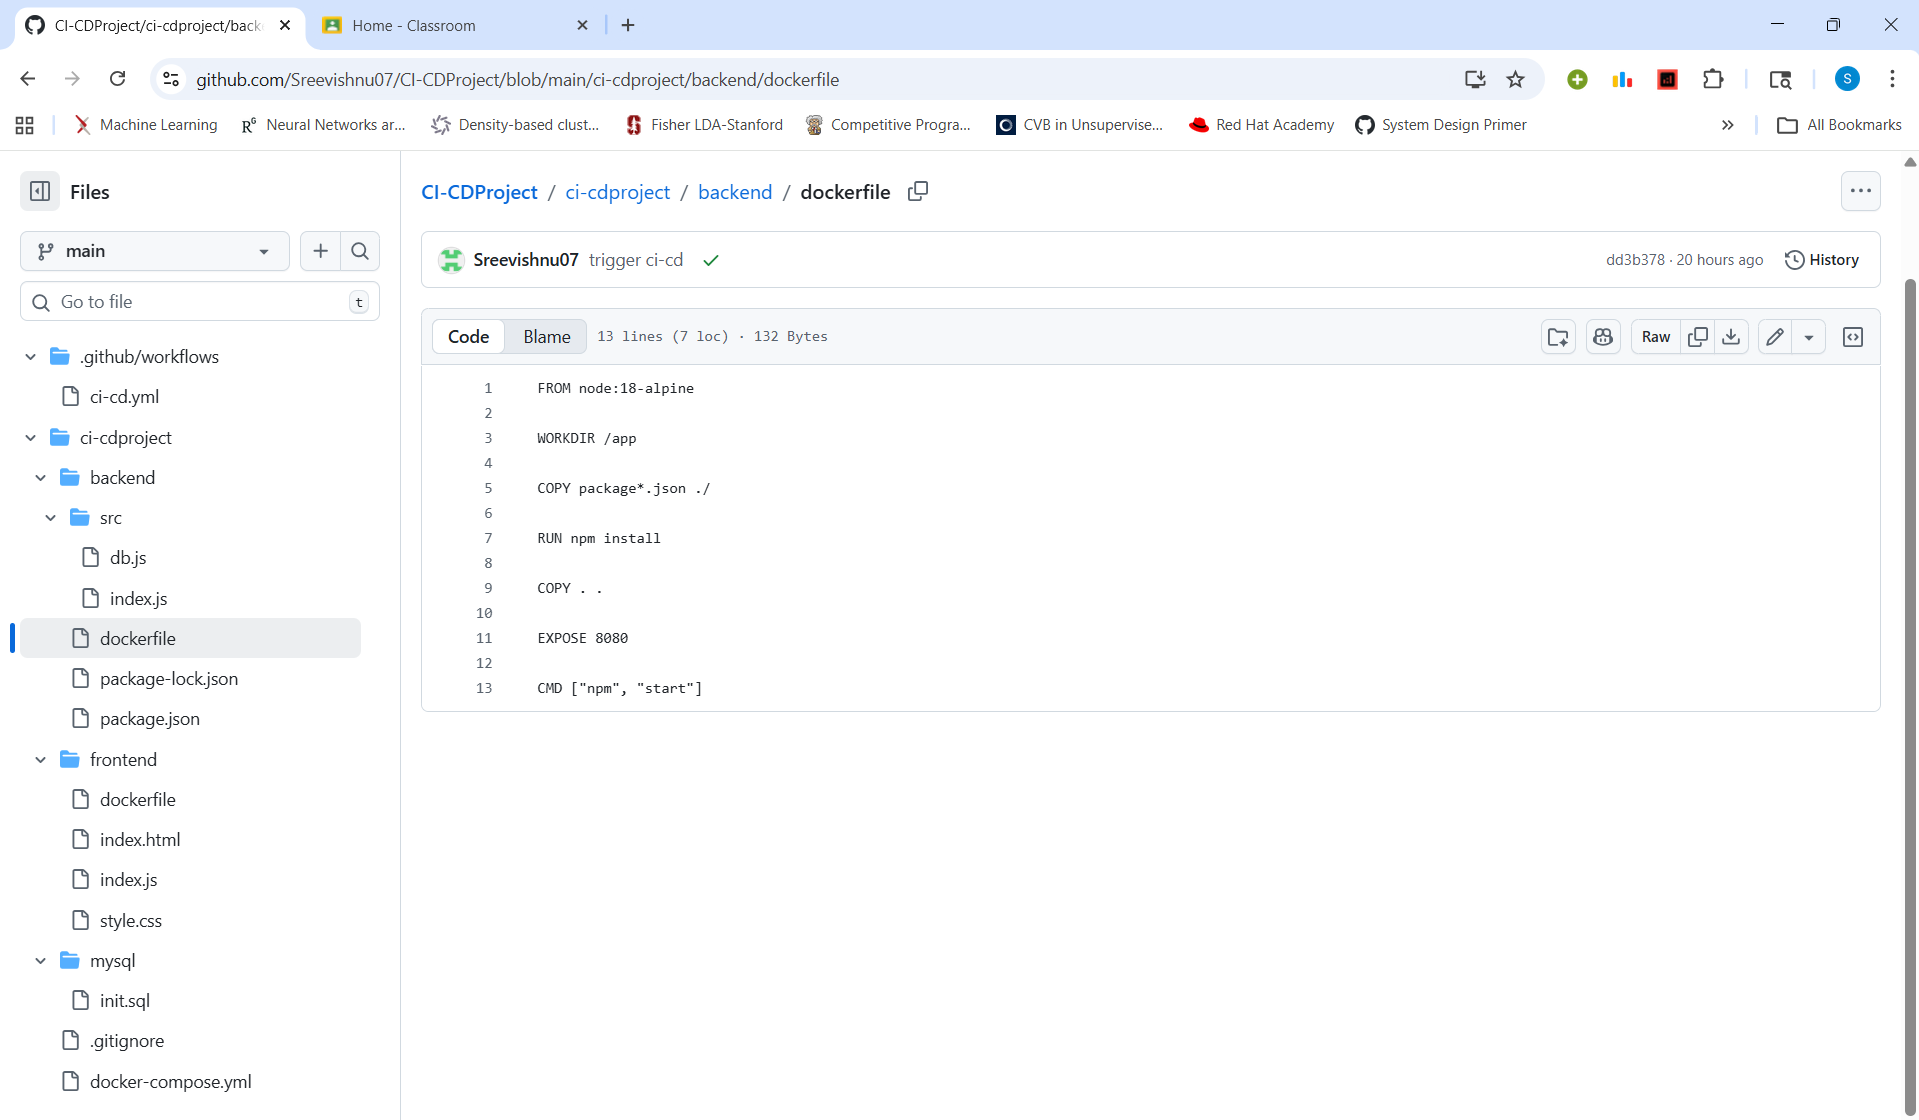 CI-CDProject/ci-cdproject/back
Home - Classroom
github.com/Sreevishnu07/CI-CDProject/blob/main/ci-cdproject/backend/dockerfile
S
Machine Learning
Neural Networks ar...
Density-based clust...
Fisher LDA-Stanford
Competitive Progra...
CVB in Unsupervise...
Red Hat Academy
System Design Primer
All Bookmarks
Files
main
Go to file
t
.github/workflows
ci-cd.yml
ci-cdproject
backend
src
db.js
index.js
dockerfile
package-lock.json
package.json
frontend
dockerfile
index.html
index.js
style.css
mysql
init.sql
.gitignore
docker-compose.yml
CI-CDProject / ci-cdproject / backend / dockerfile
Sreevishnu07 trigger ci-cd
dd3b378 · 20 hours ago
History
Code
Blame
13 lines (7 loc) · 132 Bytes
Raw
1 FROM node:18-alpine
2
3 WORKDIR /app
4
5 COPY package*.json ./
6
7 RUN npm install
8
9 COPY . .
10
11 EXPOSE 8080
12
13 CMD ["npm", "start"]